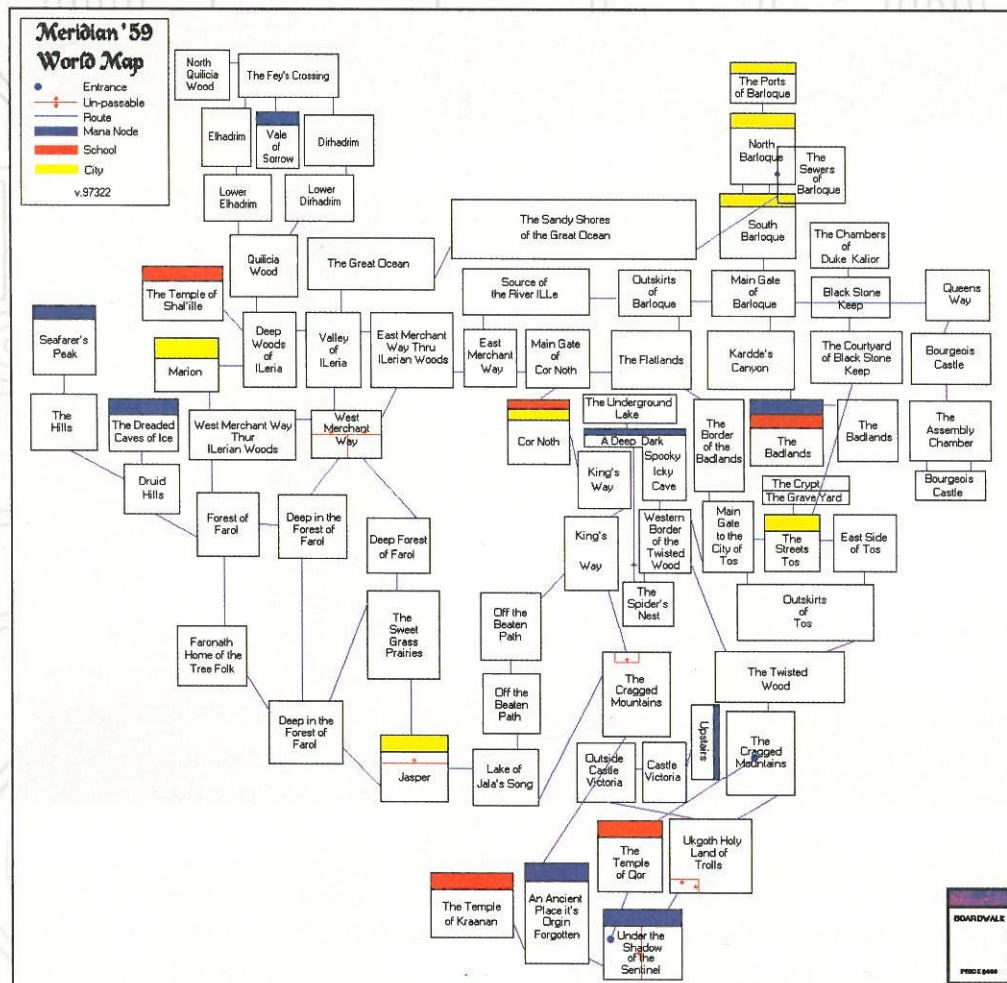 Meridian '59
World Map
Entrance
Un-passable
Route
Mana Node
School
City
v.97322
North
Quilicia
Wood
The Fey's Crossing
Elhadrim
Vale
of
Sorrow
Dirhadrim
Lower
Elhadrim
Lower
Dirhadrim
Quilicia
Wood
The Great Ocean
The Sandy Shores
of the Great Ocean
The Ports
of Barloque
North
Barloque
The
Sewers
of
Barloque
South
Barloque
The Chambers
of
Duke Kalior
The Temple of
Shal'ille
Source of
the River ILLe
Outskirts
of
Barloque
Main Gate
of
Barloque
Black Stone
Keep
Queens
Way
Seafarer's
Peak
Deep
Woods
of
ILeria
Valley
of
ILeria
East Merchant
Way Thru
ILerian Woods
East
Merchant
Way
Main Gate
of
Cor Noth
The Flatlands
Kardde's
Canyon
The Courtyard
of Black Stone
Keep
Bourgeois
Castle
Marion
The
Hills
The Dreaded
Caves of Ice
West Merchant Way
Thur
ILerian Woods
West
Merchant
Way
Cor Noth
The Underground
Lake
A Deep Dark
Spooky
Icky
Cave
King's
Way
The
Border
of the
Badlands
The
Badlands
The
Badlands
The
Assembly
Chamber
Bourgeois
Castle
Druid
Hills
Forest of
Farol
Deep in the
Forest of
Farol
Deep Forest
of Farol
King's
Way
Western
Border
of the
Twisted
Wood
Main
Gate
to the
City of
Tos
The Crypt
The Grave Yard
The
Streets
Tos
East Side
of Tos
The
Spider's
Nest
Outskirts
of
Tos
Faronath
Home of the
Tree Folk
The
Sweet
Grass
Prairies
Off the
Beaten
Path
The
Cragged
Mountains
The Twisted
Wood
Deep in the
Forest of
Farol
Off the
Beaten
Path
Jasper
Lake of
Jala's Song
Outside
Castle
Victoria
Castle
Victoria
Upstairs
The
Cragged
Mountains
The
Temple
of Qor
Ukgoth Holy
Land of
Trolls
The Temple
of Kraanan
An Ancient
Place it's
Orgin
Forgotten
Under the
Shadow
of the
Sentinel
BOARDWALK